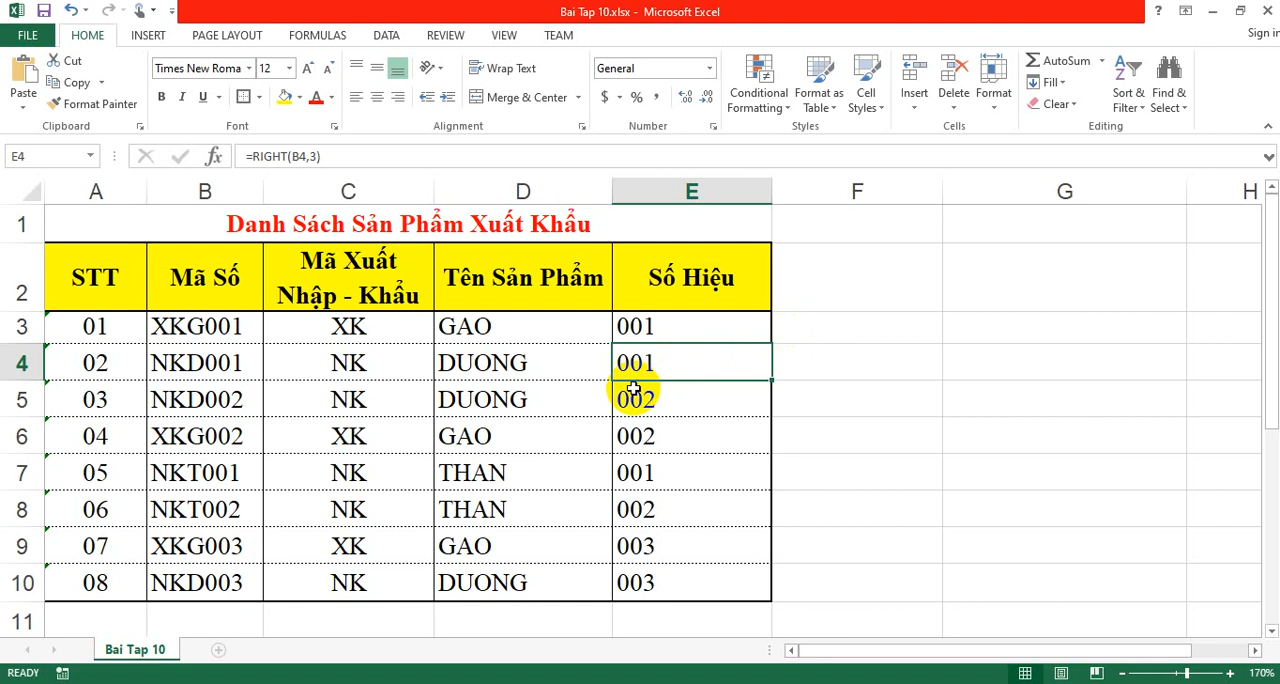 Bai Tap 10.xlsx - Microsoft Excel
?
FILE HOME INSERT PAGE LAYOUT FORMULAS DATA REVIEW VIEW TEAM Sign in
Paste
Cut
Copy
Format Painter
Clipboard
Times New Roma 12
B I U
Font
Wrap Text
Merge & Center
Alignment
General
$ % ,
Number
Conditional Formatting
Format as Table
Cell Styles
Styles
Insert Delete Format
Cells
AutoSum
Fill
Clear
Sort & Filter
Find & Select
Editing
E4 fx =RIGHT(B4,3)
A B C D E F G H
1 Danh Sách Sản Phẩm Xuất Khẩu
2 STT Mã Số Mã Xuất Nhập - Khẩu Tên Sản Phẩm Số Hiệu
3 01 XKG001 XK GAO 001
4 02 NKD001 NK DUONG 001
5 03 NKD002 NK DUONG 002
6 04 XKG002 XK GAO 002
7 05 NKT001 NK THAN 001
8 06 NKT002 NK THAN 002
9 07 XKG003 XK GAO 003
10 08 NKD003 NK DUONG 003
11
Bai Tap 10
READY 170%